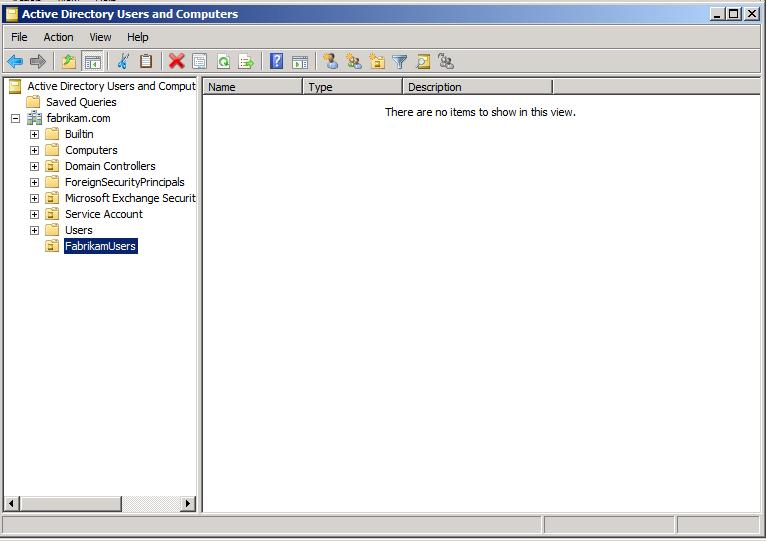 Active Directory Users and Computers
File Action View Help
Active Directory Users and Comput
Saved Queries
fabrikam.com
Builtin
Computers
Domain Controllers
ForeignSecurityPrincipals
Microsoft Exchange Securit
Service Account
Users
FabrikamUsers
Name Type Description
There are no items to show in this view.